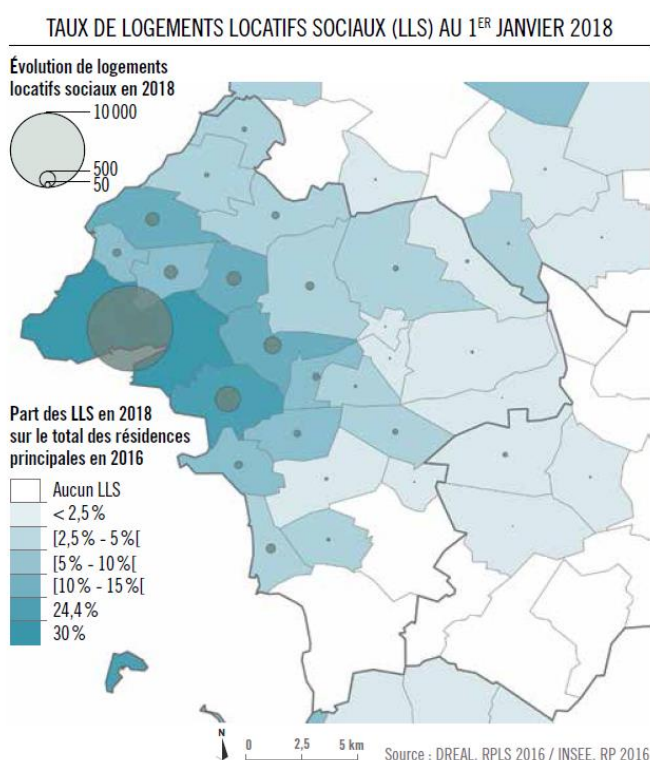 TAUX DE LOGEMENTS LOCATIFS SOCIAUX (LLS) AU 1ER JANVIER 2018
Évolution de logements
locatifs sociaux en 2018
10 000
500
50
Part des LLS en 2018
sur le total des résidences
principales en 2016
Aucun LLS
< 2,5 %
[2,5 % - 5 %[
[5 % - 10 %[
[10 % - 15 %[
24,4 %
30 %
N
0 2,5 5 km
Source : DREAL, RPLS 2016 / INSEE, RP 2016